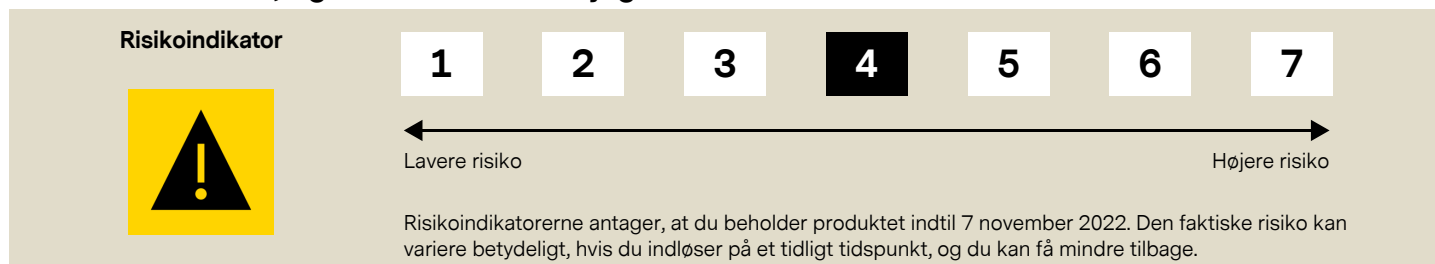 Risikoindikator
1 2 3 4 5 6 7
Lavere risiko Højere risiko
Risikoindikatorerne antager, at du beholder produktet indtil 7 november 2022. Den faktiske risiko kan
variere betydeligt, hvis du indløser på et tidligt tidspunkt, og du kan få mindre tilbage.